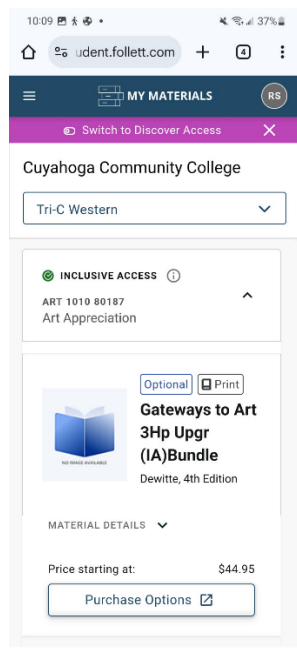 10:09
37%
udent.follett.com
4
MY MATERIALS
RS
Switch to Discover Access
Cuyahoga Community College
Tri-C Western
INCLUSIVE ACCESS
ART 1010 80187
Art Appreciation
Optional Print
Gateways to Art
3Hp Upgr
(IA)Bundle
Dewitte, 4th Edition
NO IMAGE AVAILABLE
MATERIAL DETAILS
Price starting at: $44.95
Purchase Options